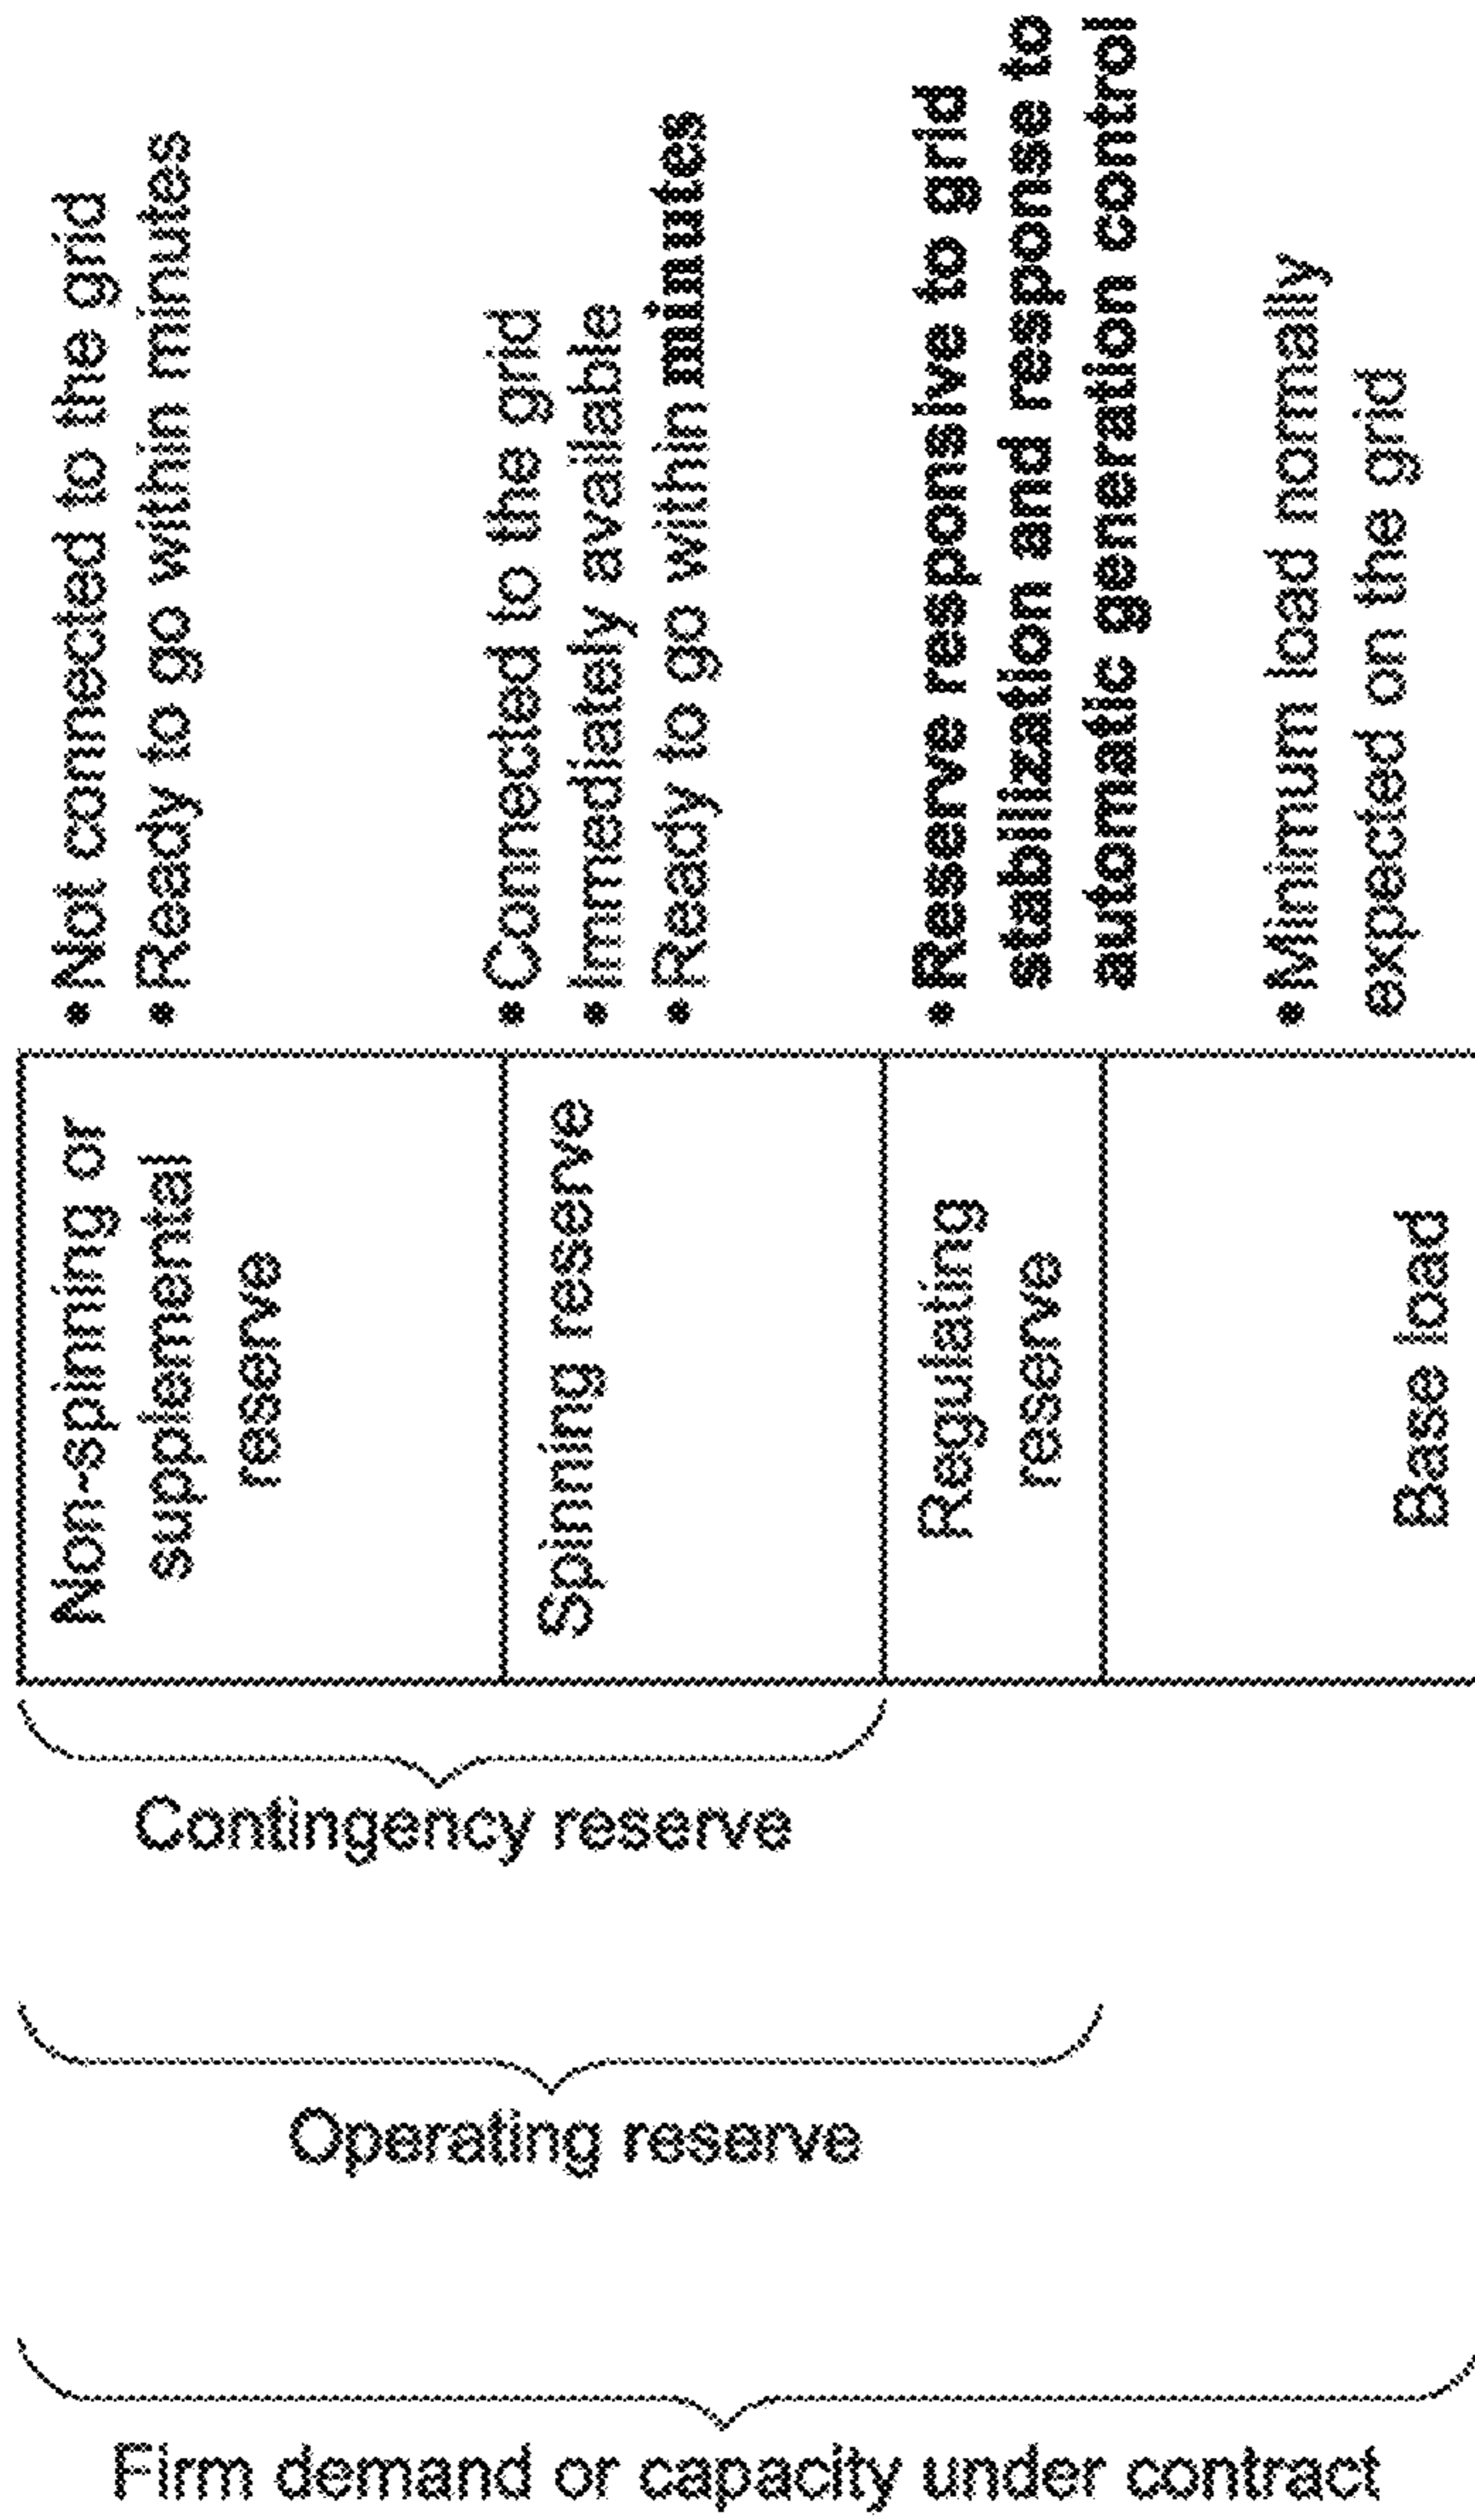 Non-spinning or
supplemental
reserve
• Not connected to the grid
• Ready to go within minutes
Spinning reserve
• Connected to the grid
• Immediately available
• Ready to go within minutes
Regulating
reserve
• Reserve responsive to grid
stabilization and response to
automatic generation control
Base load
• Minimum load normally
expected on the grid
Contingency reserve
Operating reserve
Firm demand or capacity under contract